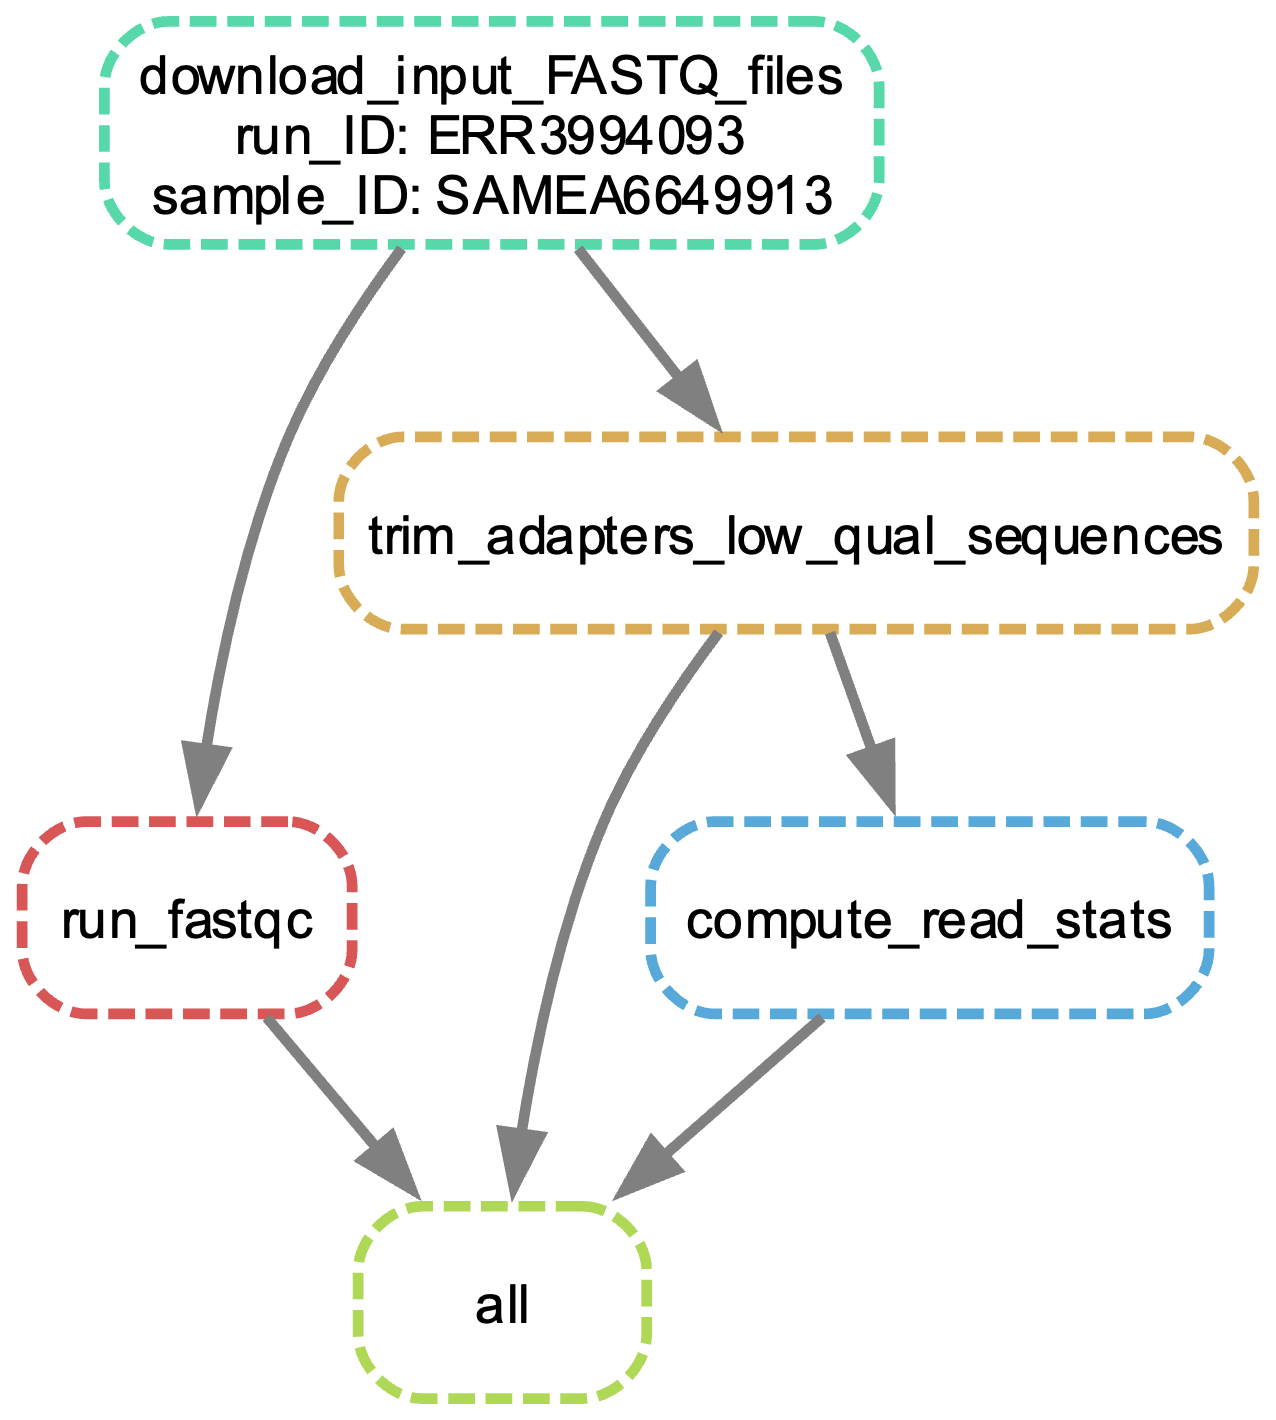 download_input_FASTQ_files
run_ID: ERR3994093
sample_ID: SAMEA6649913
trim_adapters_low_qual_sequences
run_fastqc
compute_read_stats
all